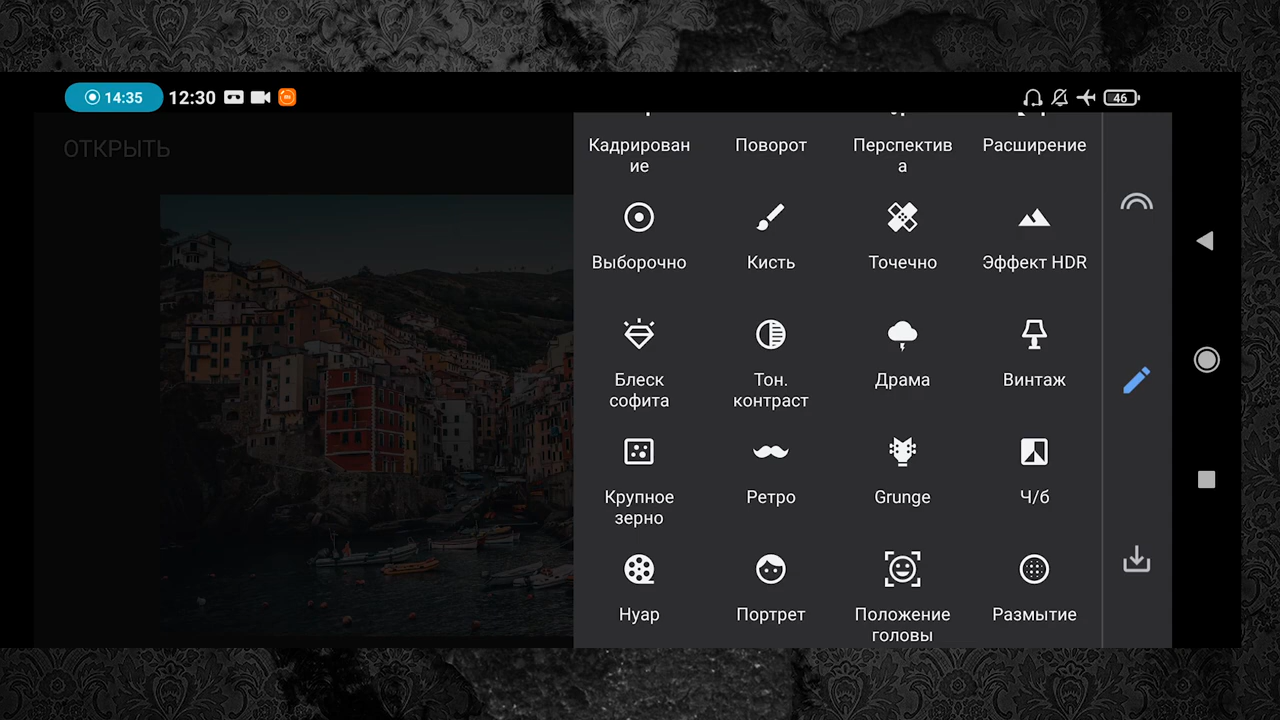 14:35 12:30 46
ОТКРЫТЬ
Кадрирован
ие
Поворот
Перспектив
а
Расширение
Выборочно
Кисть
Точечно
Эффект HDR
Блеск
софита
Тон.
контраст
Драма
Винтаж
Крупное
зерно
Ретро
Grunge
Ч/б
Нуар
Портрет
Положение
головы
Размытие